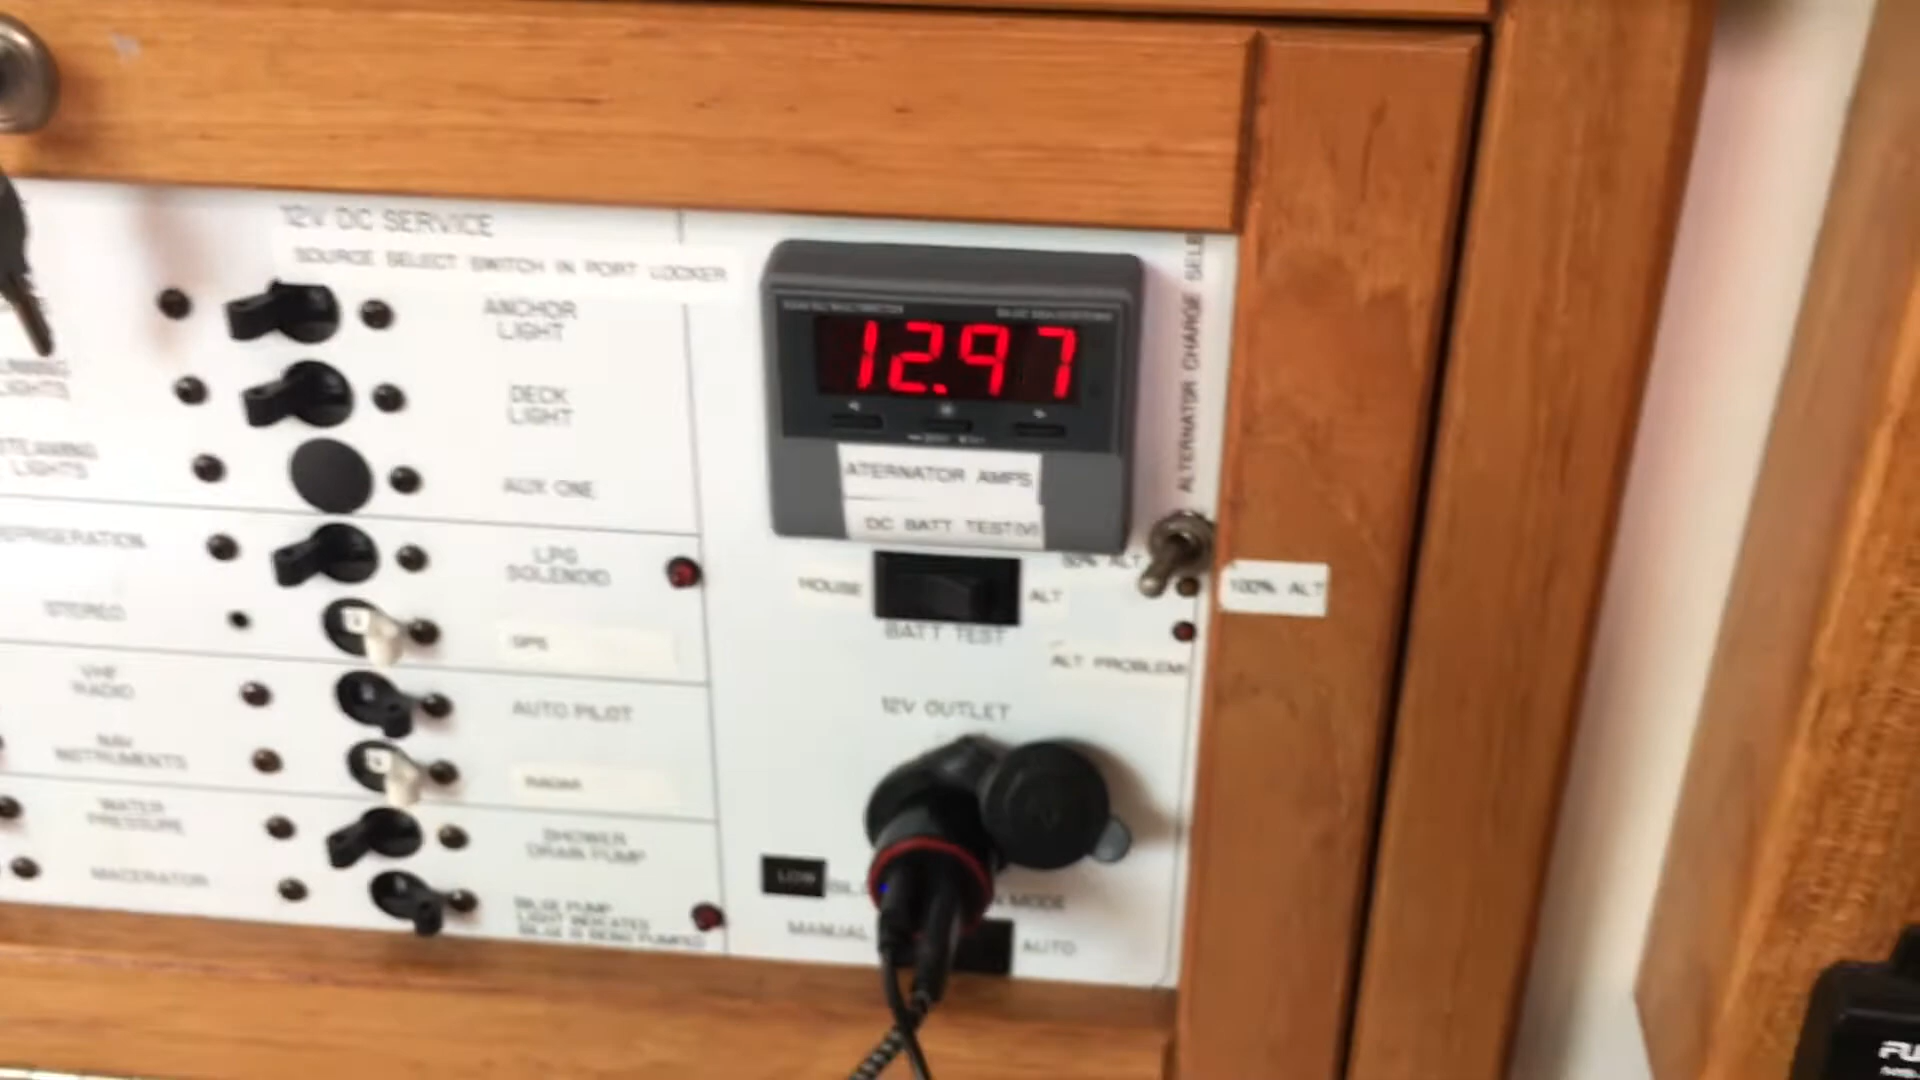 12V DC SERVICE
SOURCE SELECT SWITCH IN PORT LOCKER
ANCHOR
LIGHT
DECK
LIGHT
LIGHTS
AUX ONE
LIGHTS
REFRIGERATION
LPG
SOLENOID
STEREO
GPS
VHF
RADIO
AUTO PILOT
NAV
INSTRUMENTS
RADAR
WATER
PRESSURE
SHOWER
DRAIN PUMP
MACERATOR
BILGE PUMP
LIGHT INDICATES
BILGE IS BEING PUMPED
12.97
ATERNATOR AMPS
DC BATT TEST(V)
HOUSE
ALT
BATT TEST
50% ALT
100% ALT
ALT PROBLEM
ALTERNATOR CHARGE SELE
12V OUTLET
LOW
MODE
MANUAL
AUTO
FU